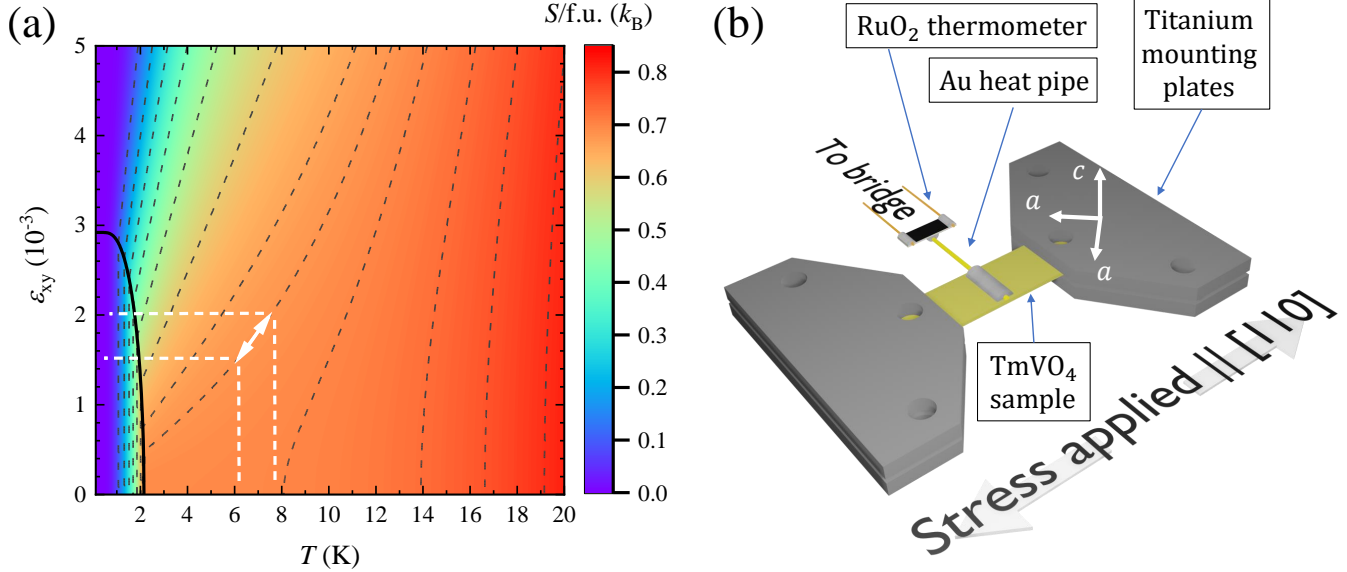 (a)
S/f.u. (k_B)
5
4
3
2
1
0
ε_xy (10⁻³)
2 4 6 8 10 12 14 16 18 20
T (K)
0.8
0.7
0.6
0.5
0.4
0.3
0.2
0.1
0.0
(b)
RuO₂ thermometer
Au heat pipe
Titanium
mounting
plates
To bridge
c
a
a
TmVO₄
sample
Stress applied || [110]